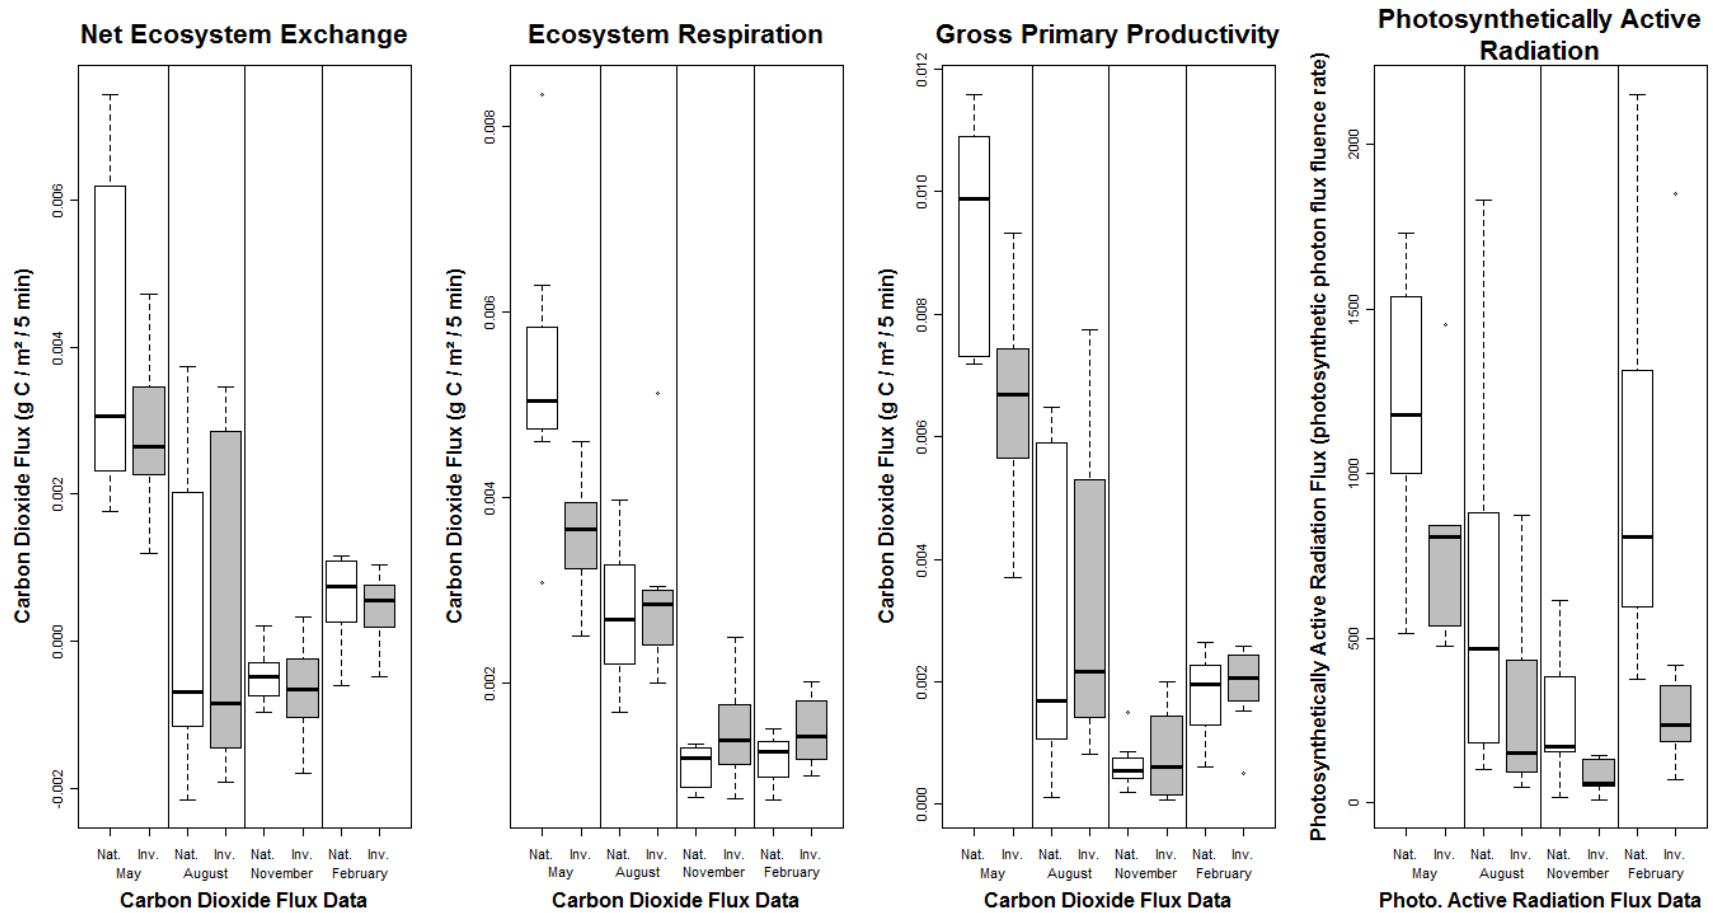 Net Ecosystem Exchange
Carbon Dioxide Flux (g C / m² / 5 min)
0.006
0.004
0.002
0.000
-0.002
Nat. Inv. Nat. Inv. Nat. Inv. Nat. Inv.
May August November February
Carbon Dioxide Flux Data
Ecosystem Respiration
Carbon Dioxide Flux (g C / m² / 5 min)
0.008
0.006
0.004
0.002
Nat. Inv. Nat. Inv. Nat. Inv. Nat. Inv.
May August November February
Carbon Dioxide Flux Data
Gross Primary Productivity
Carbon Dioxide Flux (g C / m² / 5 min)
0.012
0.010
0.008
0.006
0.004
0.002
0.000
Nat. Inv. Nat. Inv. Nat. Inv. Nat. Inv.
May August November February
Carbon Dioxide Flux Data
Photosynthetically Active
Radiation
Photosynthetically Active Radiation Flux (photosynthetic photon flux fluence rate)
2000
1500
1000
500
0
Nat. Inv. Nat. Inv. Nat. Inv. Nat. Inv.
May August November February
Photo. Active Radiation Flux Data